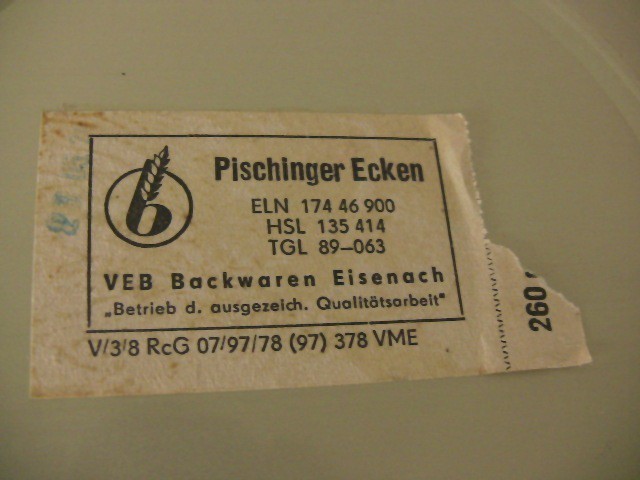 Pischinger Ecken
ELN 174 46 900
HSL 135 414
TGL 89–063
VEB Backwaren Eisenach
„Betrieb d. ausgezeich. Qualitätsarbeit"
V/3/8 RcG 07/97/78 (97) 378 VME
260